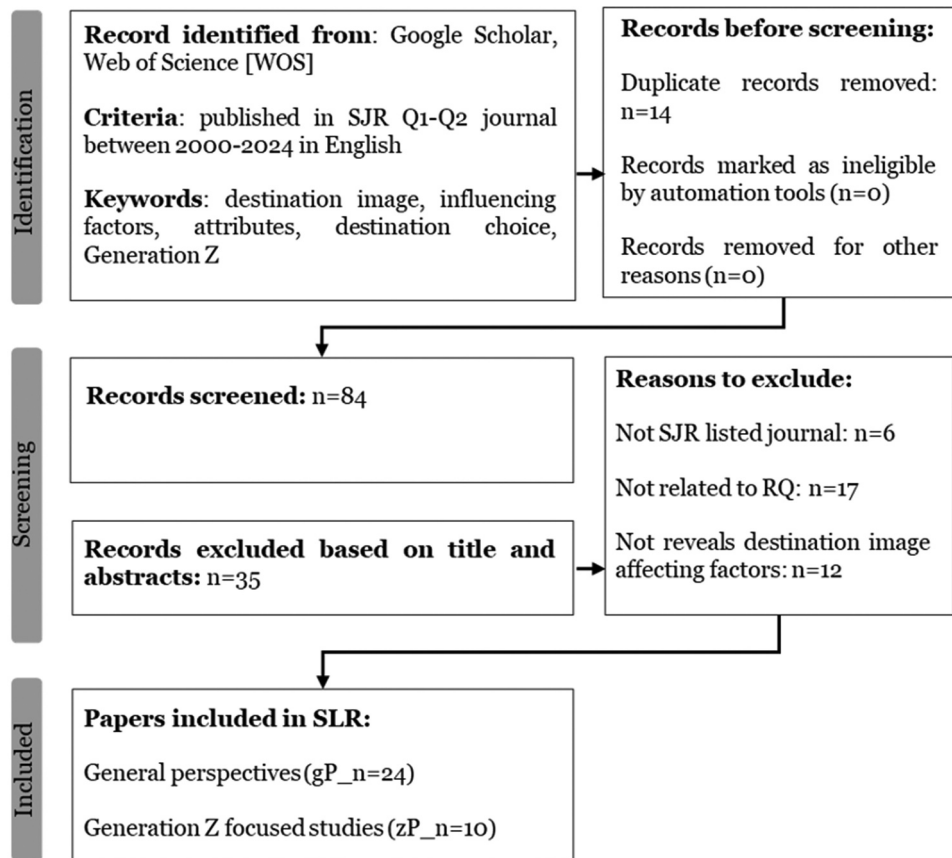 Identification
Record identified from: Google Scholar,
Web of Science [WOS]
Criteria: published in SJR Q1-Q2 journal
between 2000-2024 in English
Keywords: destination image, influencing
factors, attributes, destination choice,
Generation Z
Records before screening:
Duplicate records removed:
n=14
Records marked as ineligible
by automation tools (n=0)
Records removed for other
reasons (n=0)
Screening
Records screened: n=84
Records excluded based on title and
abstracts: n=35
Reasons to exclude:
Not SJR listed journal: n=6
Not related to RQ: n=17
Not reveals destination image
affecting factors: n=12
Included
Papers included in SLR:
General perspectives (gP_n=24)
Generation Z focused studies (zP_n=10)